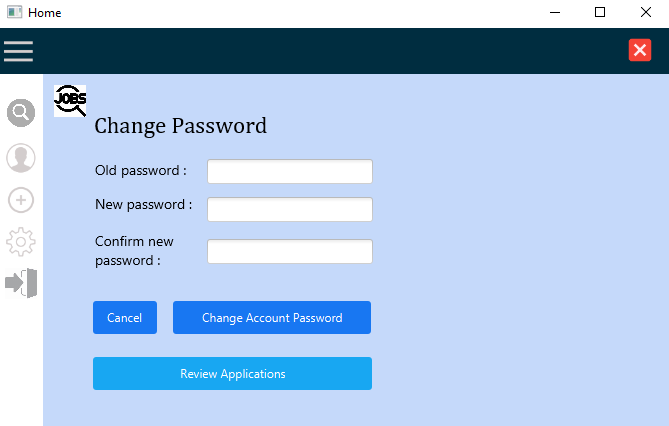 Home
JOBS
Change Password
Old password :
New password :
Confirm new
password :
Cancel
Change Account Password
Review Applications